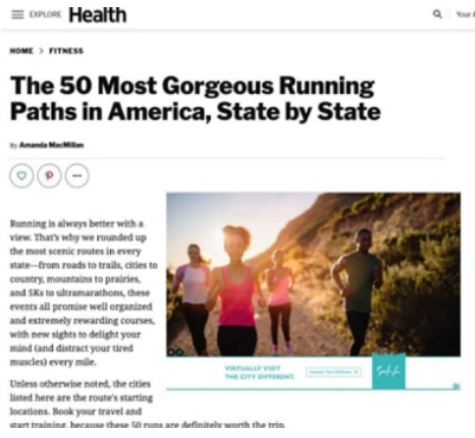 EXPLORE Health
Your
HOME > FITNESS
The 50 Most Gorgeous Running
Paths in America, State by State
by Amanda MacMillan
Running is always better with a
view. That's why we rounded up
the most scenic routes in every
state—from roads to trails, cities to
country, mountains to prairies,
and 5Ks to ultramarathons, these
events all promise well organized
and extremely rewarding courses,
with new sights to delight your
mind (and distract your tired
muscles) every mile.
VIRTUALLY VISIT
THE CITY DIFFERENT.
Santa Fe
Unless otherwise noted, the cities
listed here are the route's starting
locations. Book your travel and
start training, because these 50 runs are definitely worth the trip.